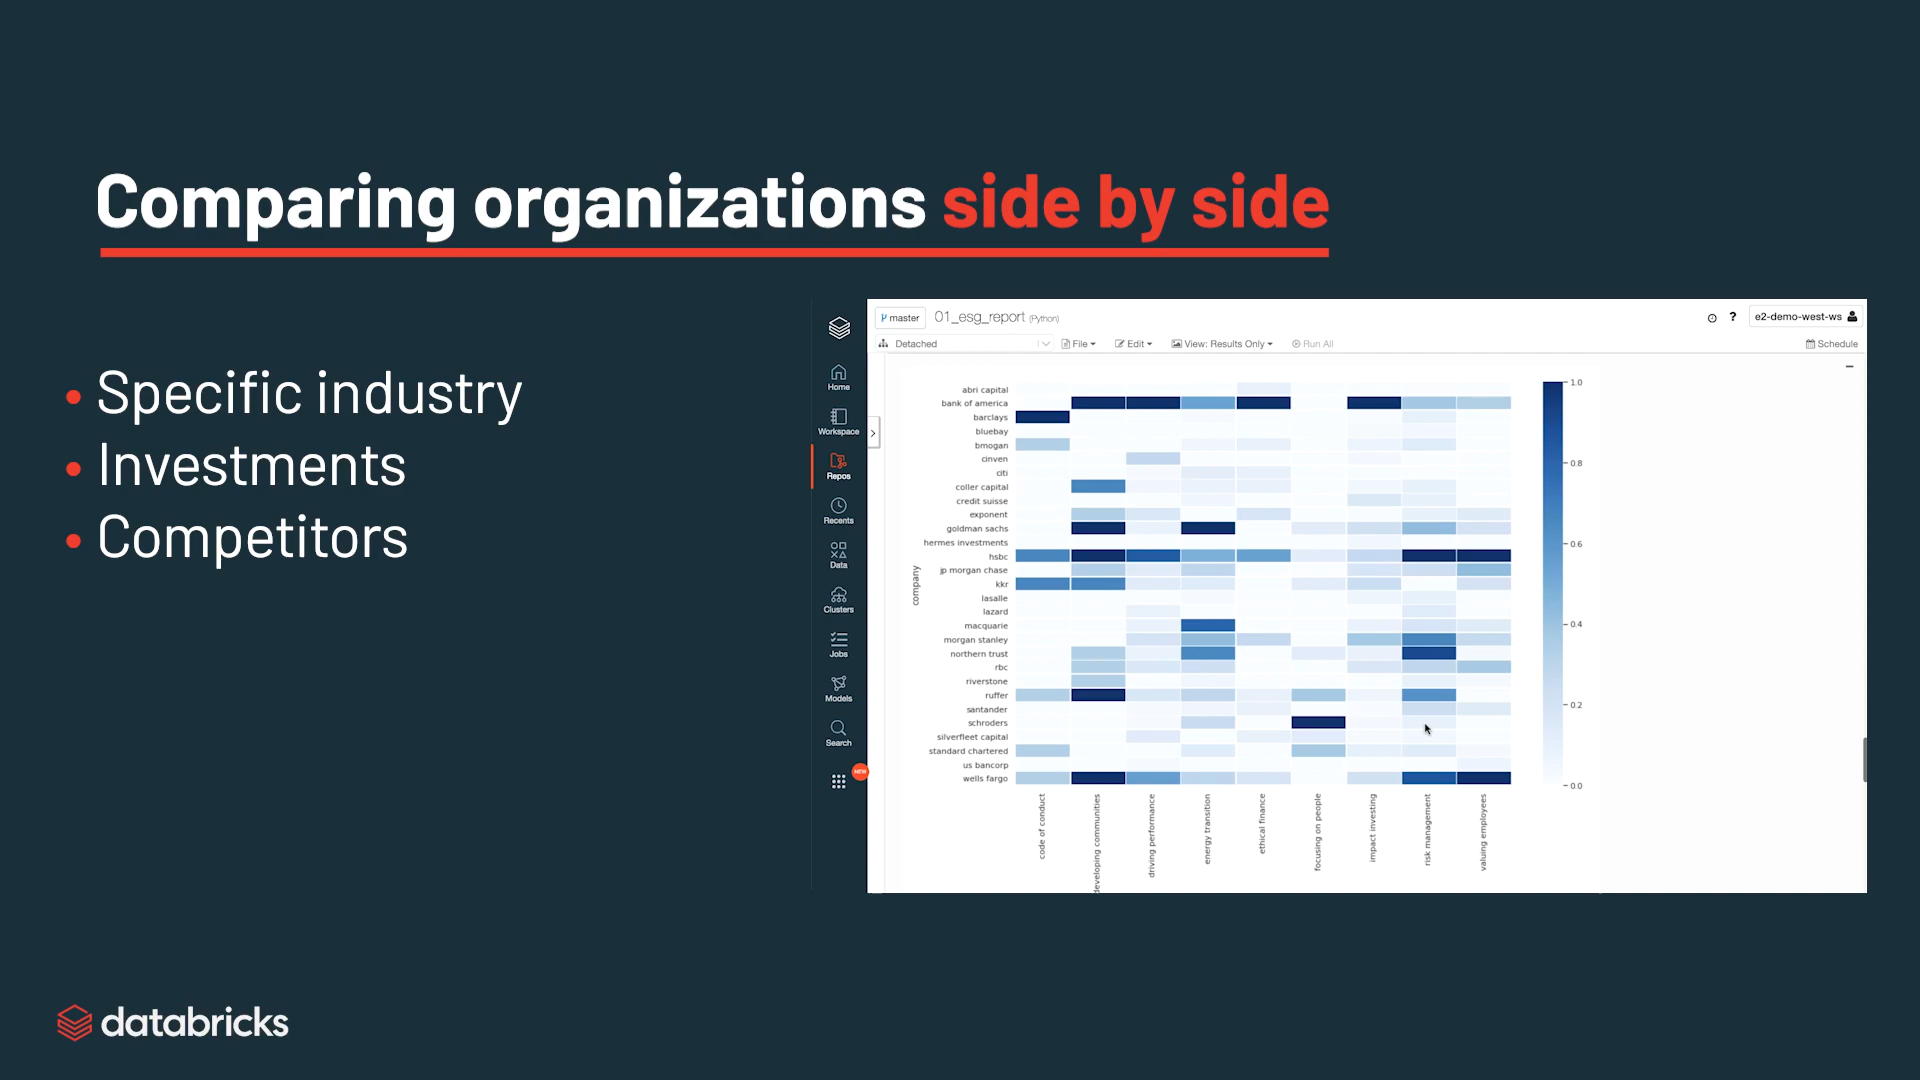 Comparing organizations side by side
• Specific industry
• Investments
• Competitors
master 01_esg_report (Python)
? e2-demo-west-ws
Detached File Edit View: Results Only Run All Schedule
Home
Workspace
Repos
Recents
Data
Clusters
Jobs
Models
Search
NEW
company
abri capital
bank of america
barclays
bluebay
bmogan
cinven
citi
coller capital
credit suisse
exponent
goldman sachs
hermes investments
hsbc
jp morgan chase
kkr
lasalle
lazard
macquarie
morgan stanley
northern trust
rbc
riverstone
ruffer
santander
schroders
silverfleet capital
standard chartered
us bancorp
wells fargo
code of conduct
developing communities
driving performance
energy transition
ethical finance
focusing on people
impact investing
risk management
valuing employees
1.0
0.8
0.6
0.4
0.2
0.0
databricks